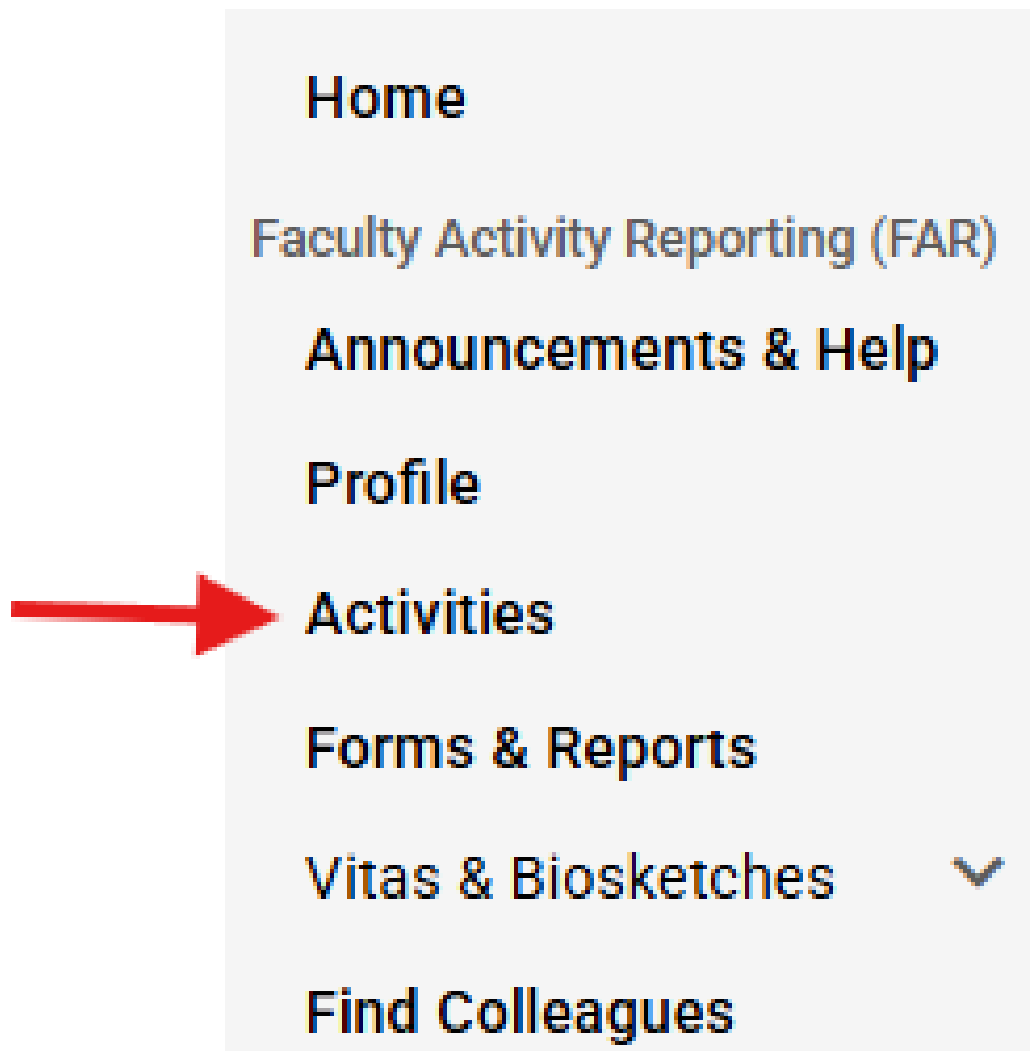 Home
Faculty Activity Reporting (FAR)
Announcements & Help
Profile
Activities
Forms & Reports
Vitas & Biosketches
Find Colleagues